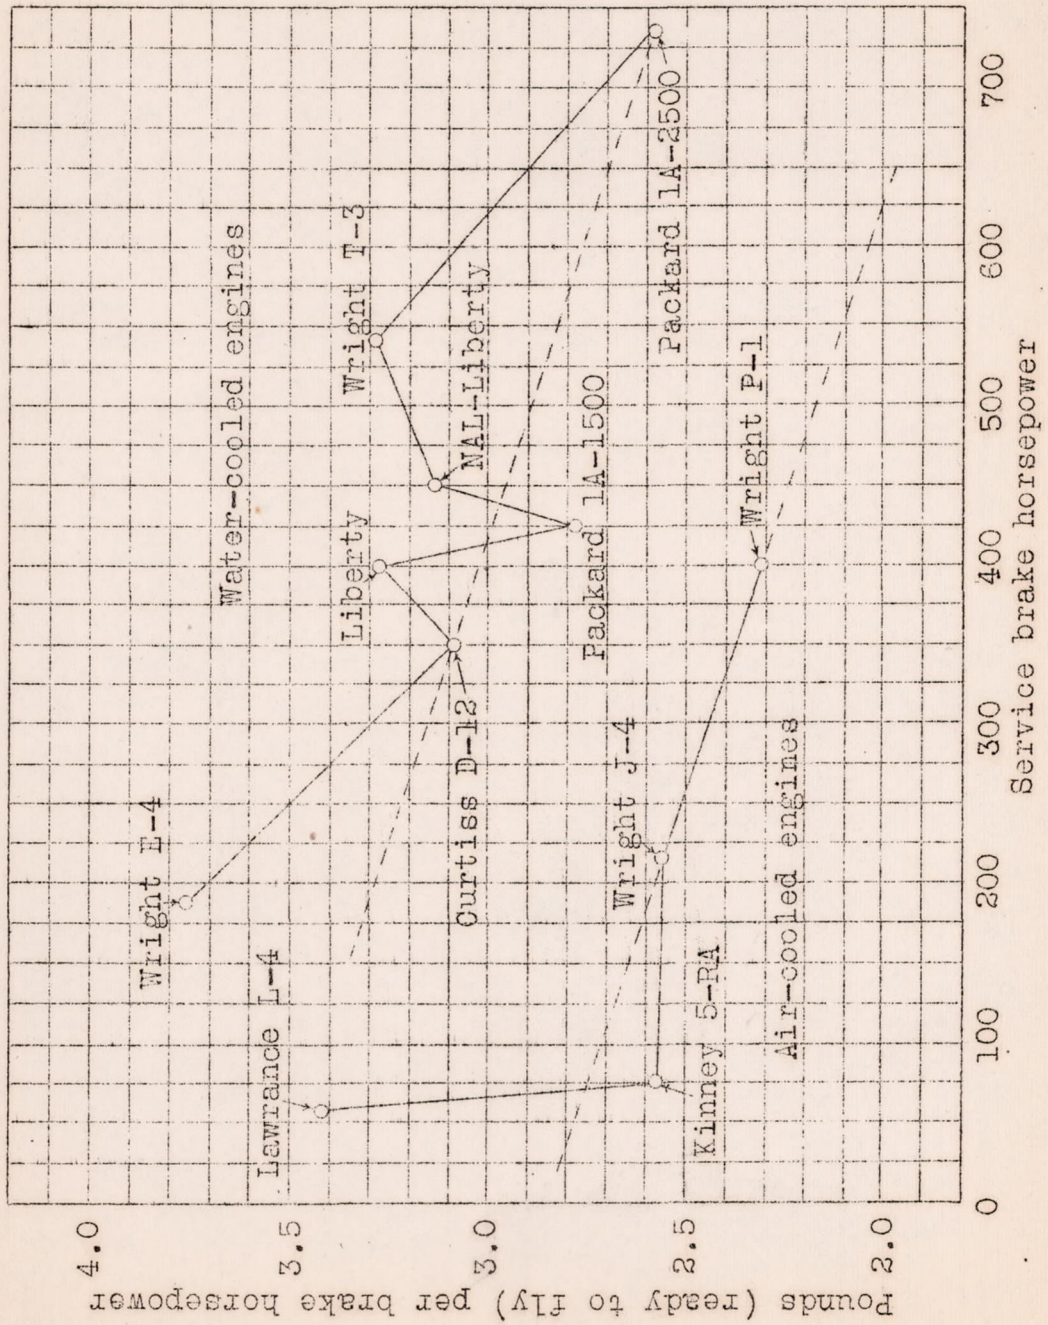 Pounds (ready to fly) per brake horsepower
4.0
3.5
3.0
2.5
2.0
Wright E-4
Lawrance L-4
Water-cooled engines
Wright T-3
Liberty
NAL-Liberty
Curtiss D-12
Packard 1A-1500
Packard 1A-2500
Wright J-4
Wright P-1
Kinney 5-RA
Air-cooled engines
0
100
200
300
400
500
600
700
Service brake horsepower